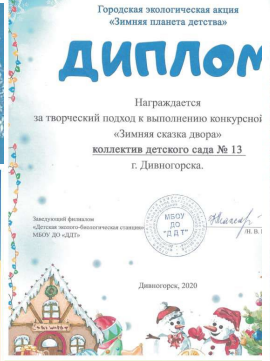 Городская экологическая акция
«Зимняя планета детства»
ДИПЛОМ
Награждается
за творческий подход к выполнению конкурсной
«Зимняя сказка двора»
коллектив детского сада № 13
г. Дивногорска.
Заведующий филиалом
«Детская эколого-биологическая станция»
МБОУ ДО «ДДТ»
МБОУ
ДО
"ДДТ"
/Н. В.
Дивногорск, 2020